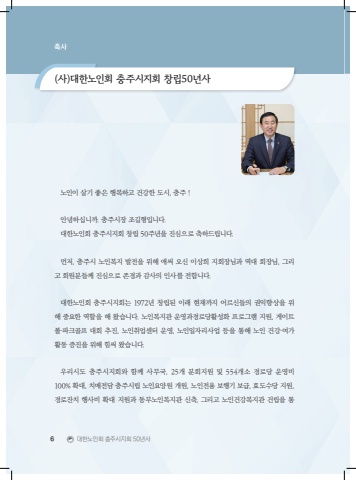 축사
(사)대한노인회 충주시지회 창립50년사
노인이 살기 좋은 행복하고 건강한 도시, 충주 !
안녕하십니까. 충주시장 조길형입니다.
대한노인회 충주시지회 창립 50주년을 진심으로 축하드립니다.
먼저, 충주시 노인복지 발전을 위해 애써 오신 이상희 지회장님과 역대 회장님, 그리
고 회원분들께 진심으로 존경과 감사의 인사를 전합니다.
대한노인회 충주시지회는 1972년 창립된 이래 현재까지 어르신들의 권익향상을 위
해 중요한 역할을 해 왔습니다. 노인복지관 운영과경로당활성화 프로그램 지원, 게이트
볼·파크골프 대회 추진, 노인취업센터 운영, 노인일자리사업 등을 통해 노인 건강·여가
활동 증진을 위해 힘써 왔습니다.
우리시도 충주시지회와 함께 사무국, 25개 분회지원 및 554개소 경로당 운영비
100% 확대, 치매전담 충주시립 노인요양원 개원, 노인전용 보행기 보급, 효도수당 지원,
경로잔치 행사비 확대 지원과 동부노인복지관 신축, 그리고 노인건강복지관 건립을 통
6 대한노인회 충주시지회 50년사